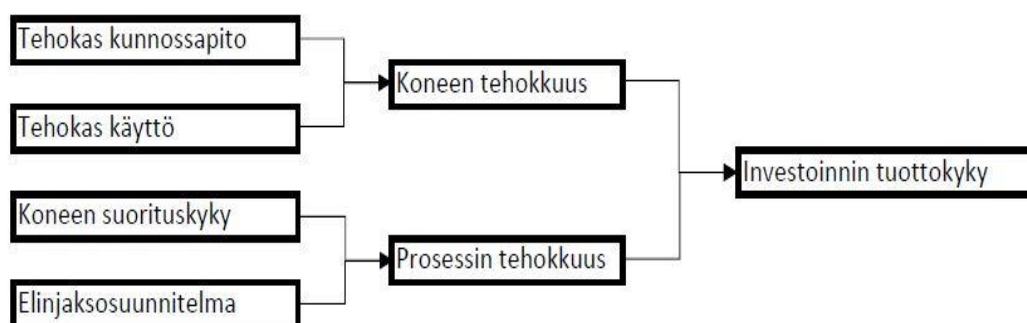 Tehokas kunnossapito
Tehokas käyttö
Koneen tehokkuus
Koneen suorituskyky
Elinjaksosuunnitelma
Prosessin tehokkuus
Investoinnin tuottokyky